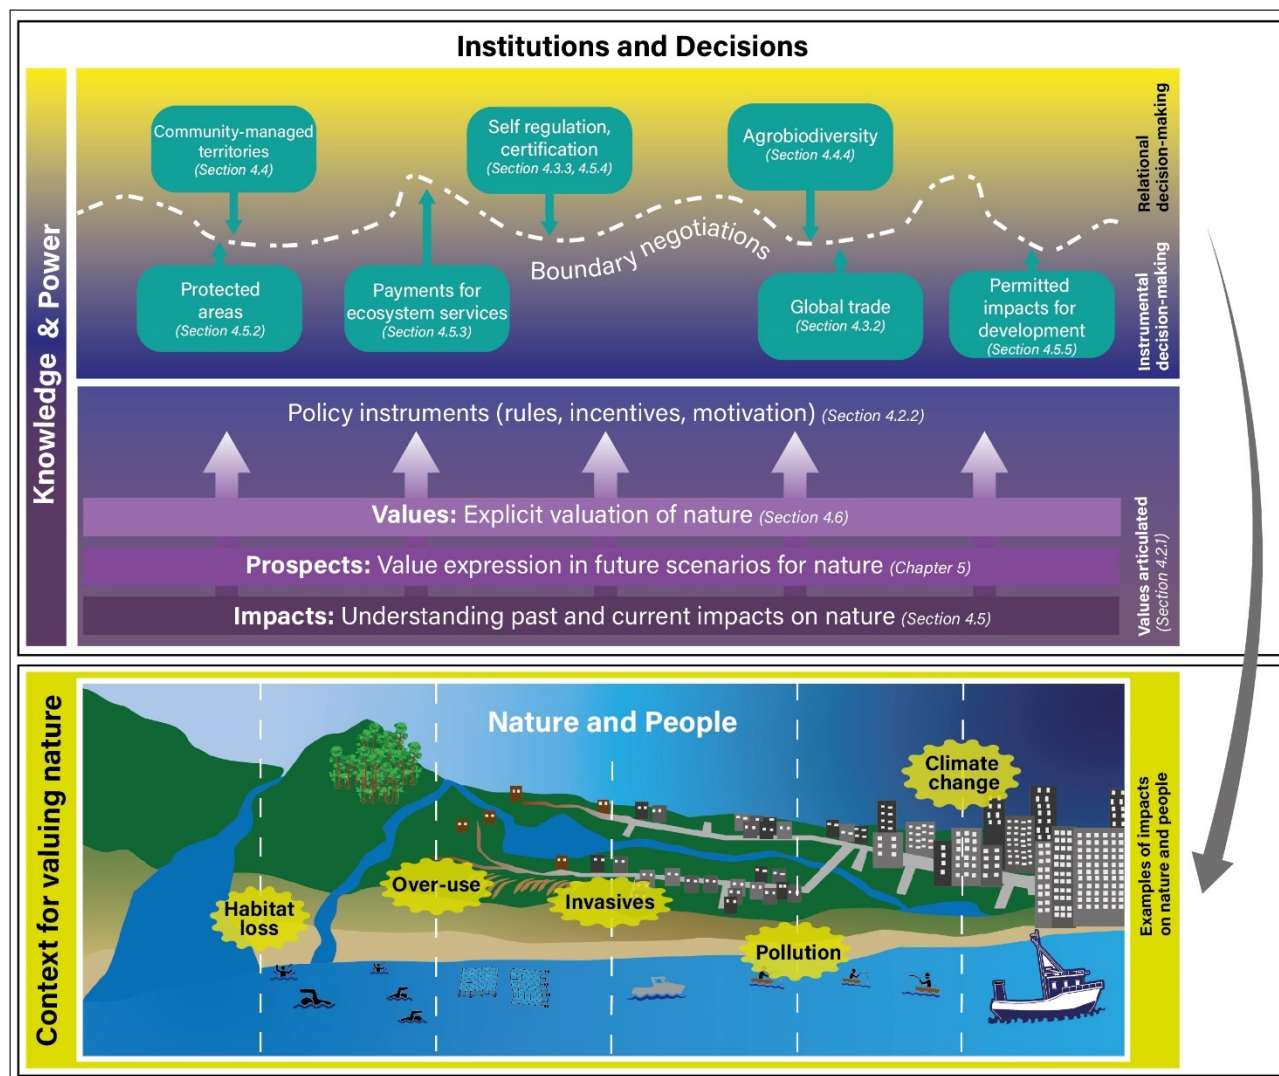 Institutions and Decisions
Knowledge & Power
Community-managed
territories
(Section 4.4)
Self regulation,
certification
(Section 4.3.3, 4.5.4)
Agrobiodiversity
(Section 4.4.4)
Relational
decision-making
Boundary negotiations
Protected
areas
(Section 4.5.2)
Payments for
ecosystem services
(Section 4.5.3)
Global trade
(Section 4.3.2)
Permitted
impacts for
development
(Section 4.5.5)
Instrumental
decision-making
Policy instruments (rules, incentives, motivation) (Section 4.2.2)
Values: Explicit valuation of nature (Section 4.6)
Prospects: Value expression in future scenarios for nature (Chapter 5)
Impacts: Understanding past and current impacts on nature (Section 4.5)
Values articulated
(Section 4.2.1)
Context for valuing nature
Nature and People
Climate
change
Over-use
Invasives
Habitat
loss
Pollution
Examples of impacts
on nature and people